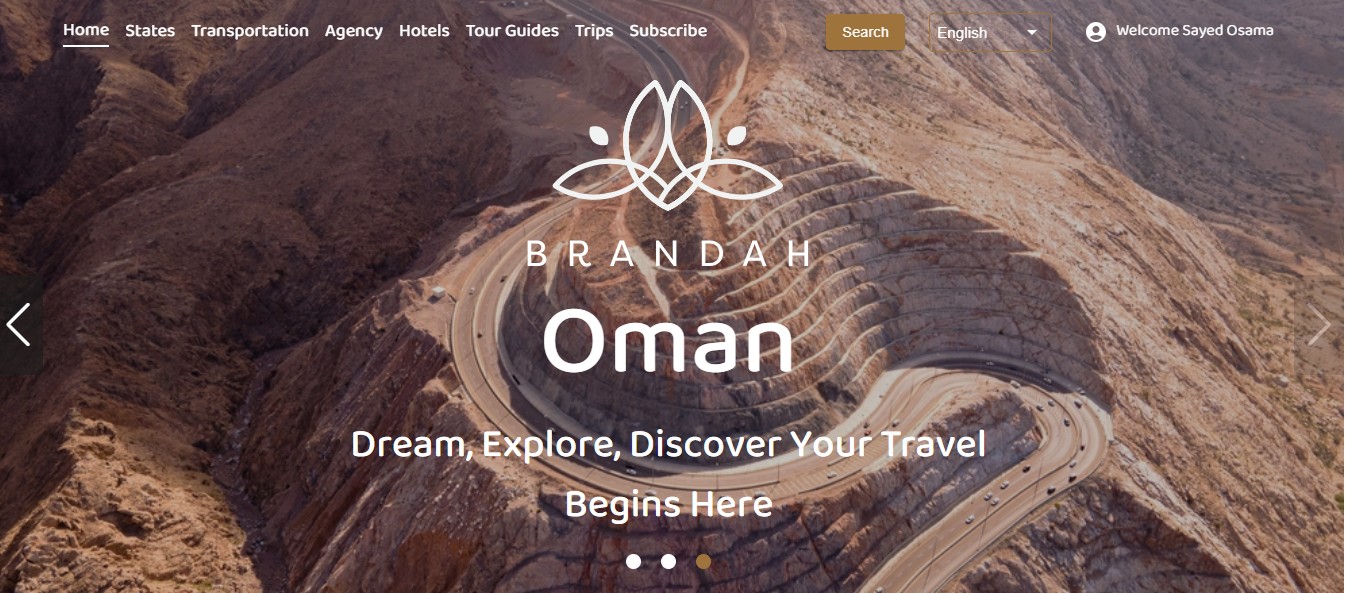 Home States Transportation Agency Hotels Tour Guides Trips Subscribe Search English Welcome Sayed Osama
BRANDAH
Oman
Dream, Explore, Discover Your Travel
Begins Here